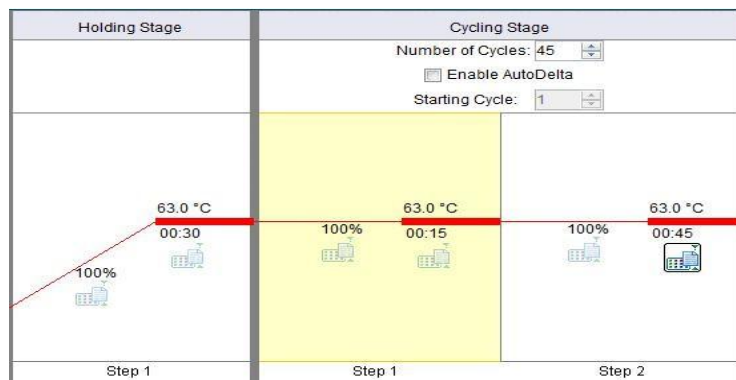 Holding Stage
Cycling Stage
Number of Cycles: 45
Enable AutoDelta
Starting Cycle: 1
63.0 °C
00:30
100%
63.0 °C
100%
00:15
63.0 °C
100%
00:45
Step 1
Step 1
Step 2